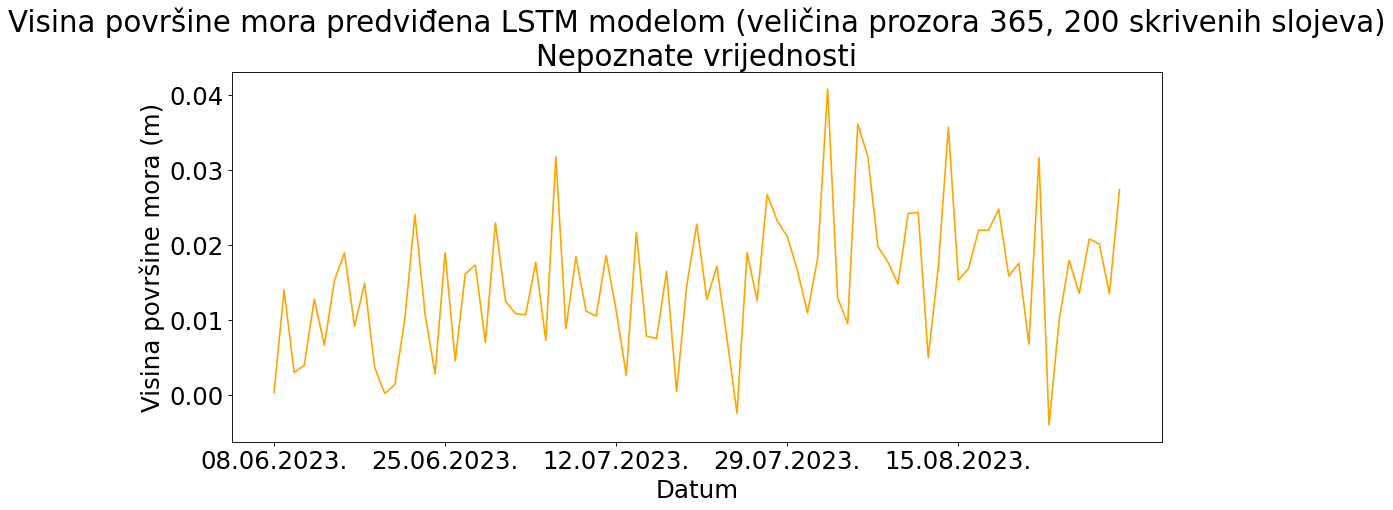 Visina površine mora predviđena LSTM modelom (veličina prozora 365, 200 skrivenih slojeva)
Nepoznate vrijednosti
Visina površine mora (m)
0.04
0.03
0.02
0.01
0.00
08.06.2023. 25.06.2023. 12.07.2023. 29.07.2023. 15.08.2023.
Datum